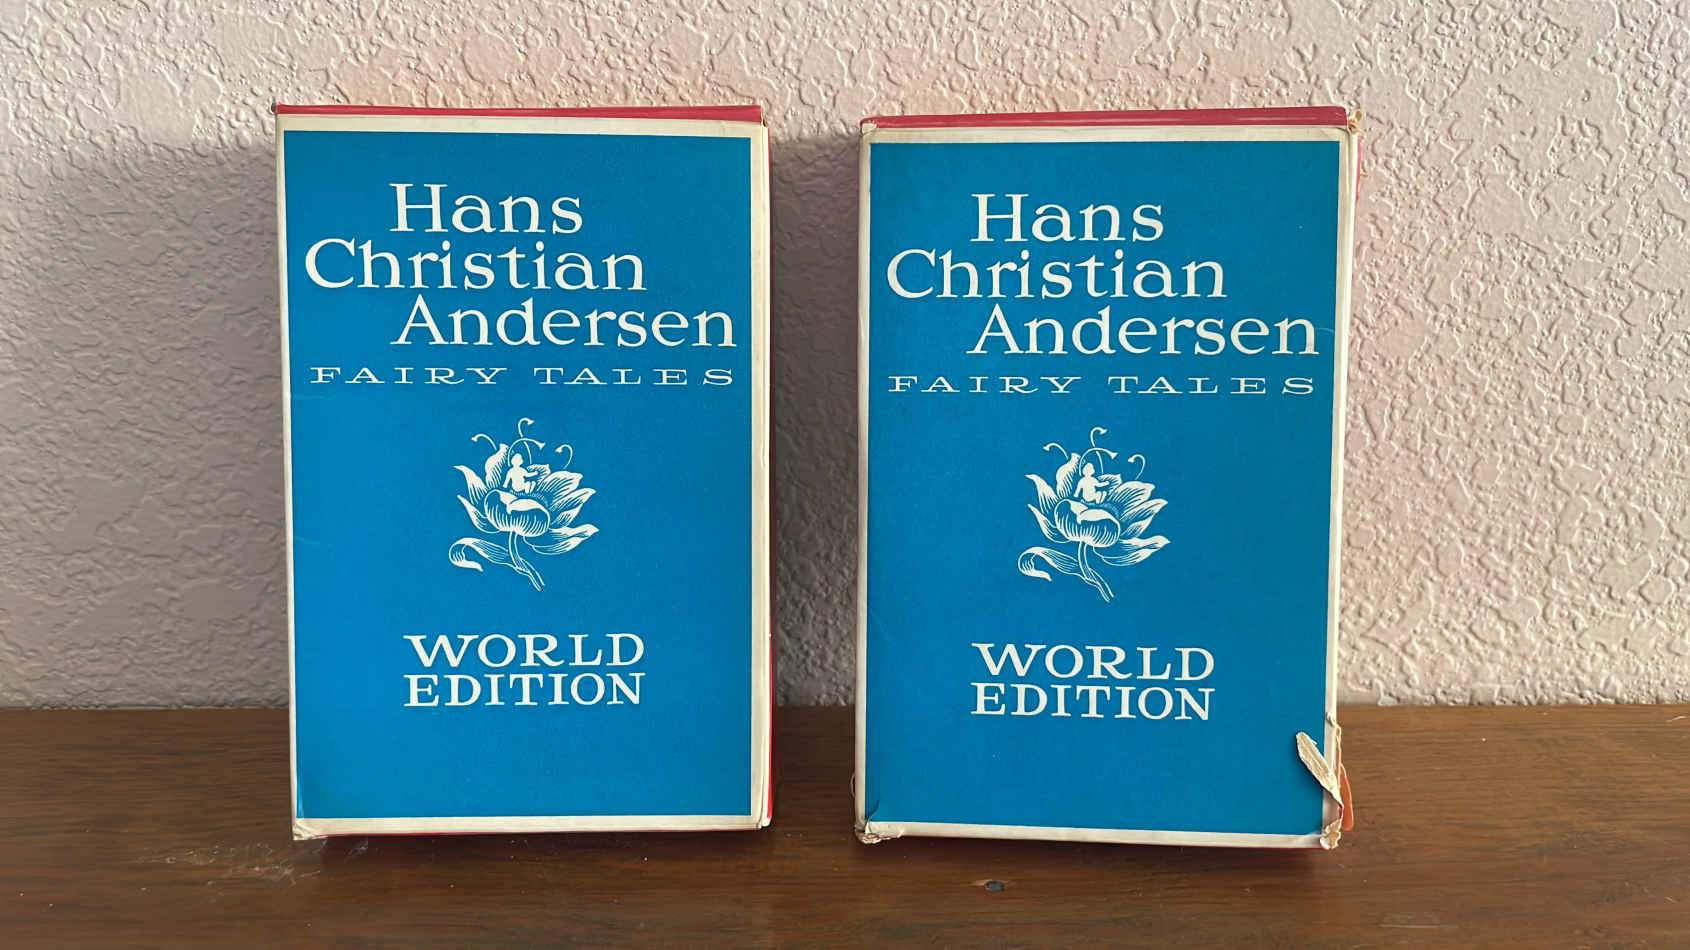 Hans
Christian
Andersen
FAIRY TALES
WORLD
EDITION
Hans
Christian
Andersen
FAIRY TALES
WORLD
EDITION